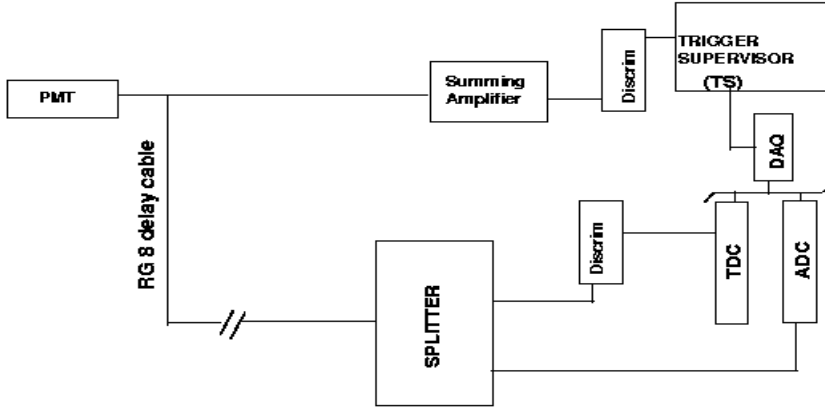 PMT
Summing
Amplifier
Discrim
TRIGGER
SUPERVISOR
(TS)
DAQ
RG 8 delay cable
SPLITTER
Discrim
TDC
ADC